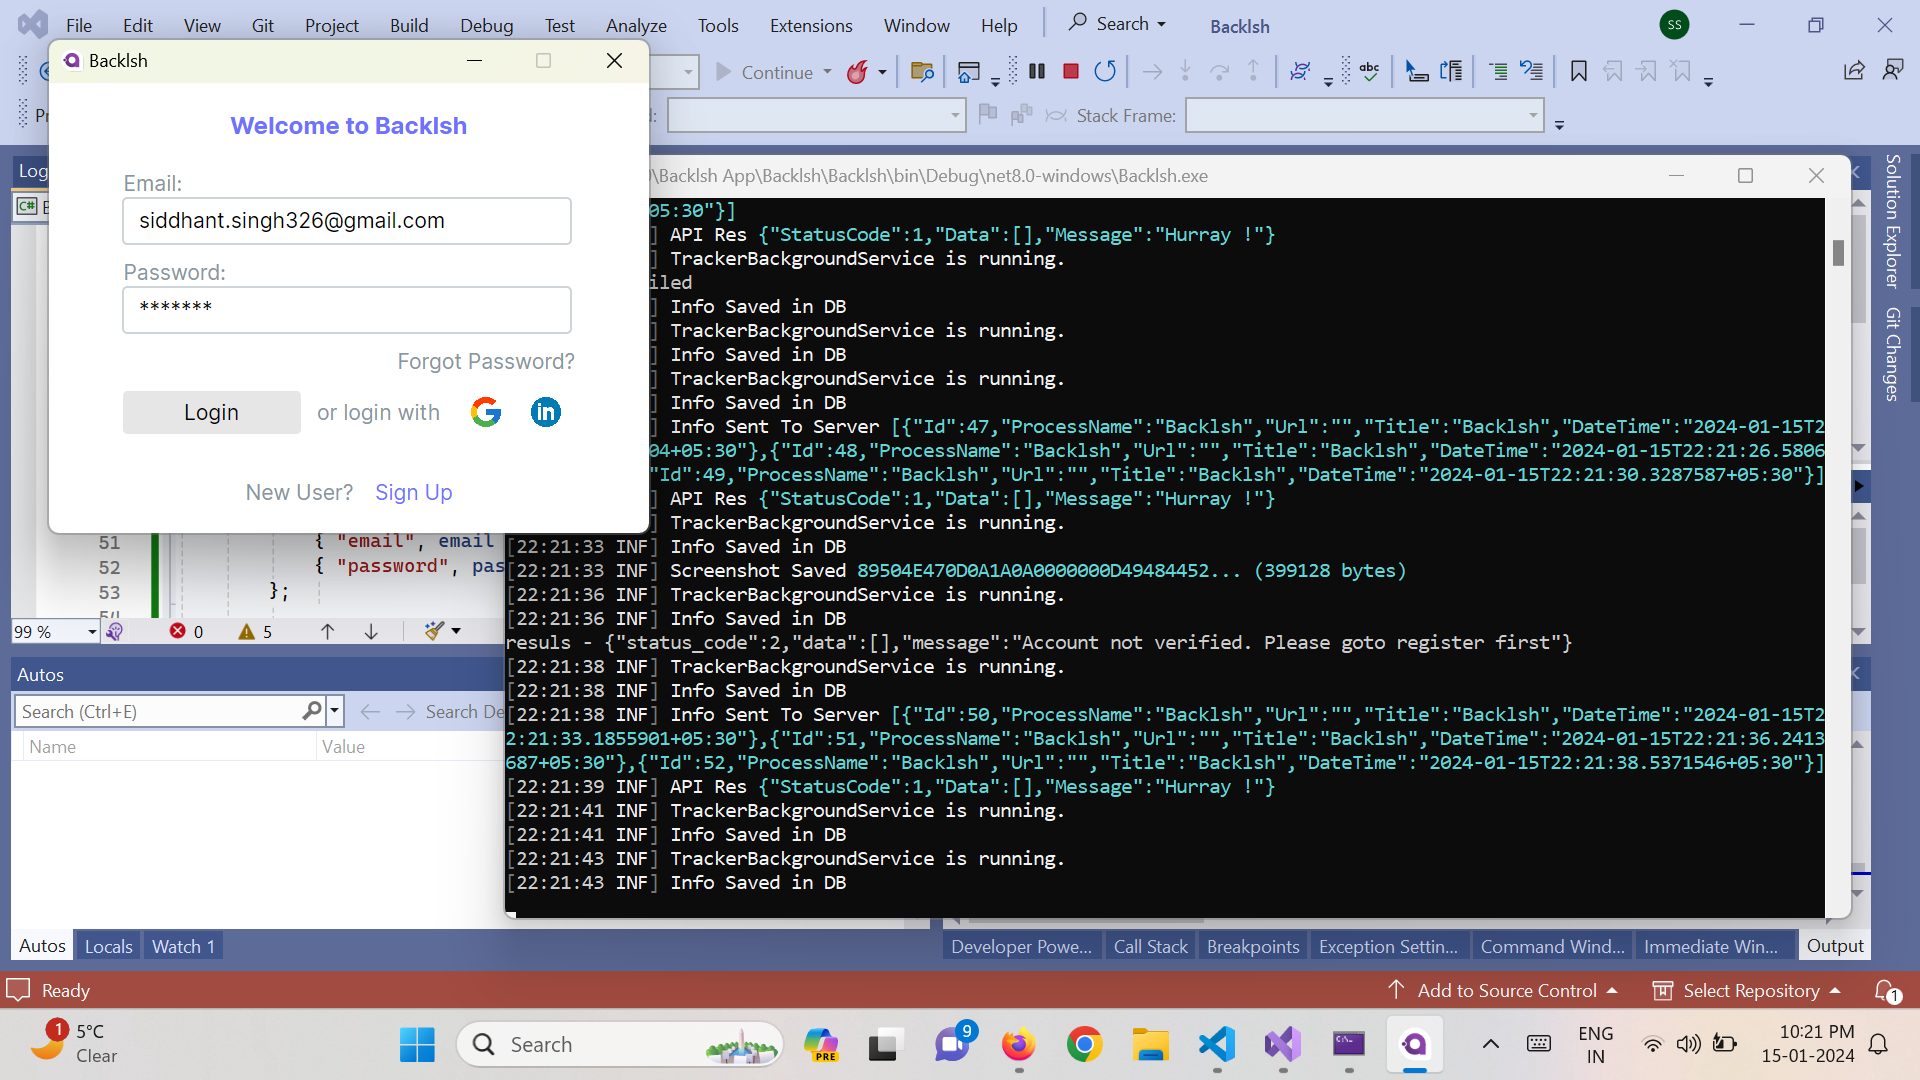 File Edit View Git Project Build Debug Test Analyze Tools Extensions Window Help Search Backlsh SS
Backlsh
Continue
Pr
Stack Frame:
Welcome to Backlsh
Email:
siddhant.singh326@gmail.com
Password:
*******
Forgot Password?
Login or login with
New User? Sign Up
Log
C#
\Backlsh App\Backlsh\Backlsh\bin\Debug\net8.0-windows\Backlsh.exe
05:30"}]
] API Res {"StatusCode":1,"Data":[],"Message":"Hurray !"}
] TrackerBackgroundService is running.
iled
] Info Saved in DB
] TrackerBackgroundService is running.
] Info Saved in DB
] TrackerBackgroundService is running.
] Info Saved in DB
] Info Sent To Server [{"Id":47,"ProcessName":"Backlsh","Url":"","Title":"Backlsh","DateTime":"2024-01-15T2
04+05:30"},{"Id":48,"ProcessName":"Backlsh","Url":"","Title":"Backlsh","DateTime":"2024-01-15T22:21:26.5806
"Id":49,"ProcessName":"Backlsh","Url":"","Title":"Backlsh","DateTime":"2024-01-15T22:21:30.3287587+05:30"}]
] API Res {"StatusCode":1,"Data":[],"Message":"Hurray !"}
] TrackerBackgroundService is running.
[22:21:33 INF] Info Saved in DB
[22:21:33 INF] Screenshot Saved 89504E470D0A1A0A0000000D49484452... (399128 bytes)
[22:21:36 INF] TrackerBackgroundService is running.
[22:21:36 INF] Info Saved in DB
resuls - {"status_code":2,"data":[],"message":"Account not verified. Please goto register first"}
[22:21:38 INF] TrackerBackgroundService is running.
[22:21:38 INF] Info Saved in DB
[22:21:38 INF] Info Sent To Server [{"Id":50,"ProcessName":"Backlsh","Url":"","Title":"Backlsh","DateTime":"2024-01-15T2
2:21:33.1855901+05:30"},{"Id":51,"ProcessName":"Backlsh","Url":"","Title":"Backlsh","DateTime":"2024-01-15T22:21:36.2413
687+05:30"},{"Id":52,"ProcessName":"Backlsh","Url":"","Title":"Backlsh","DateTime":"2024-01-15T22:21:38.5371546+05:30"}]
[22:21:39 INF] API Res {"StatusCode":1,"Data":[],"Message":"Hurray !"}
[22:21:41 INF] TrackerBackgroundService is running.
[22:21:41 INF] Info Saved in DB
[22:21:43 INF] TrackerBackgroundService is running.
[22:21:43 INF] Info Saved in DB
51 { "email", email
52 { "password", pas
53 };
99 % 0 5
Autos
Search (Ctrl+E) Search De
Name Value
Autos Locals Watch 1
Developer Powe... Call Stack Breakpoints Exception Settin... Command Wind... Immediate Win... Output
Solution Explorer
Git Changes
Ready Add to Source Control Select Repository 1
1 5°C
Clear
Search
PRE
9
ENG
IN
10:21 PM
15-01-2024